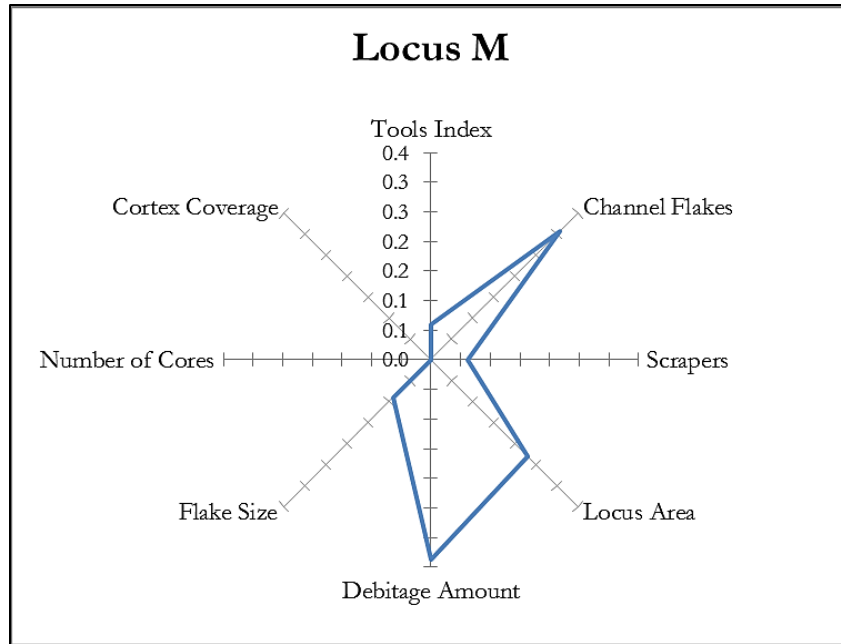 Locus M
Tools Index
0.4
0.3
Cortex Coverage
0.3
Channel Flakes
0.2
0.2
0.1
0.1
Number of Cores
0.0
Scrapers
Flake Size
Locus Area
Debitage Amount